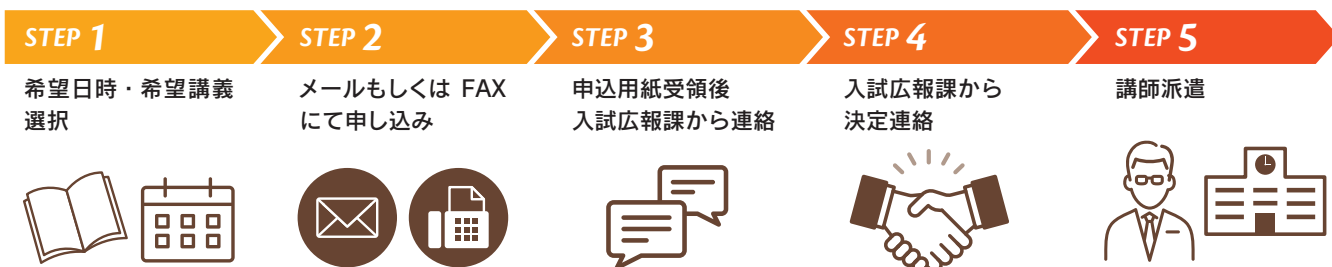 STEP 1
希望日時・希望講義
選択
STEP 2
メールもしくは FAX
にて申し込み
STEP 3
申込用紙受領後
入試広報課から連絡
STEP 4
入試広報課から
決定連絡
STEP 5
講師派遣